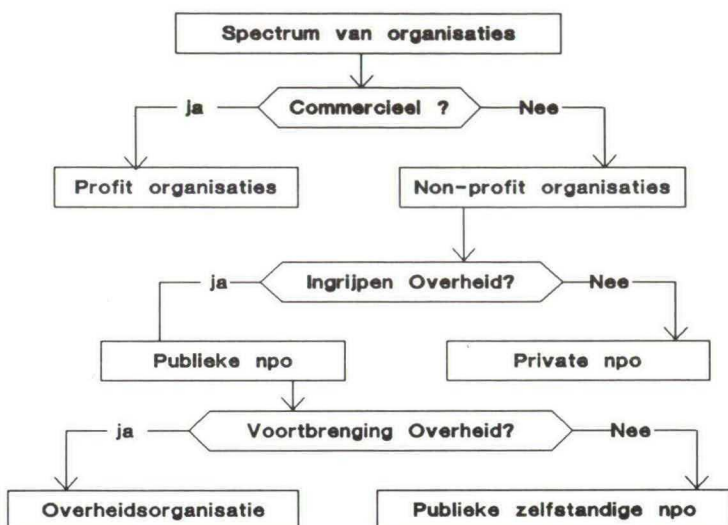 Spectrum van organisaties
ja Commercieel ? Nee
Profit organisaties Non-profit organisaties
ja Ingrijpen Overheid? Nee
Publieke npo Private npo
ja Voortbrenging Overheid? Nee
Overheidsorganisatie Publieke zelfstandige npo